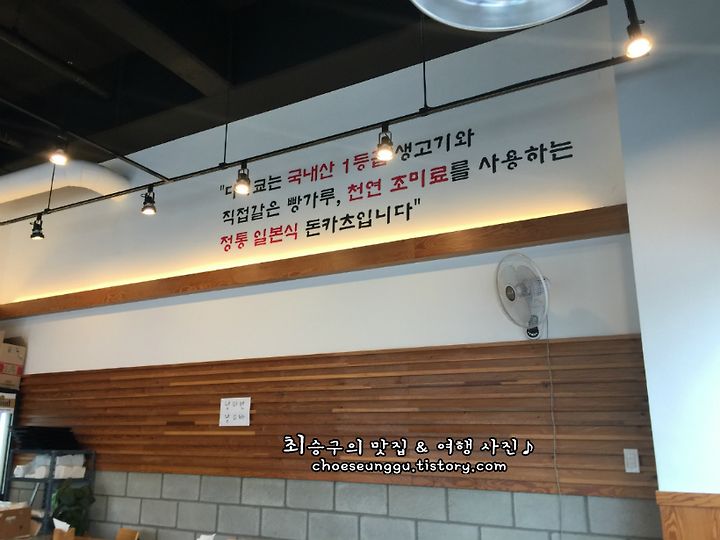 국내산 1등급 생고기와
직접갈은 빵가루, 천연 조미료를 사용하는
정통 일본식 돈카츠입니다"
최승구의 맛집 & 여행 사진♪
choeseunggu.tistory.com